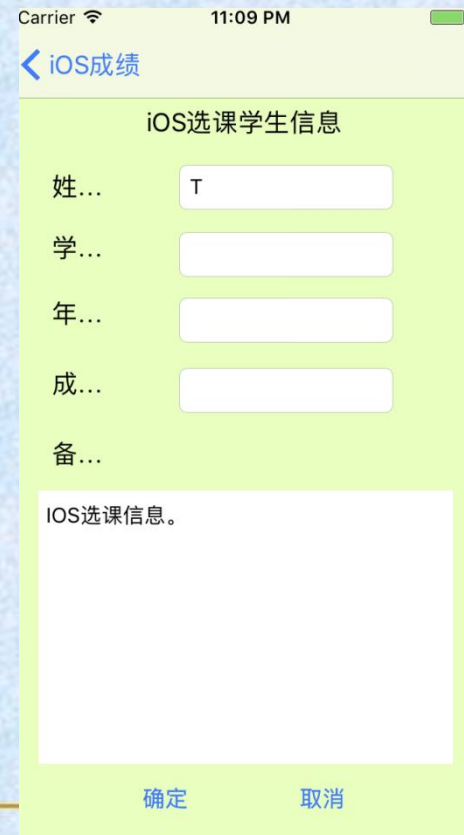 Carrier 11:09 PM
iOS成绩
iOS选课学生信息
姓... T
学...
年...
成...
备...
IOS选课信息。
确定 取消